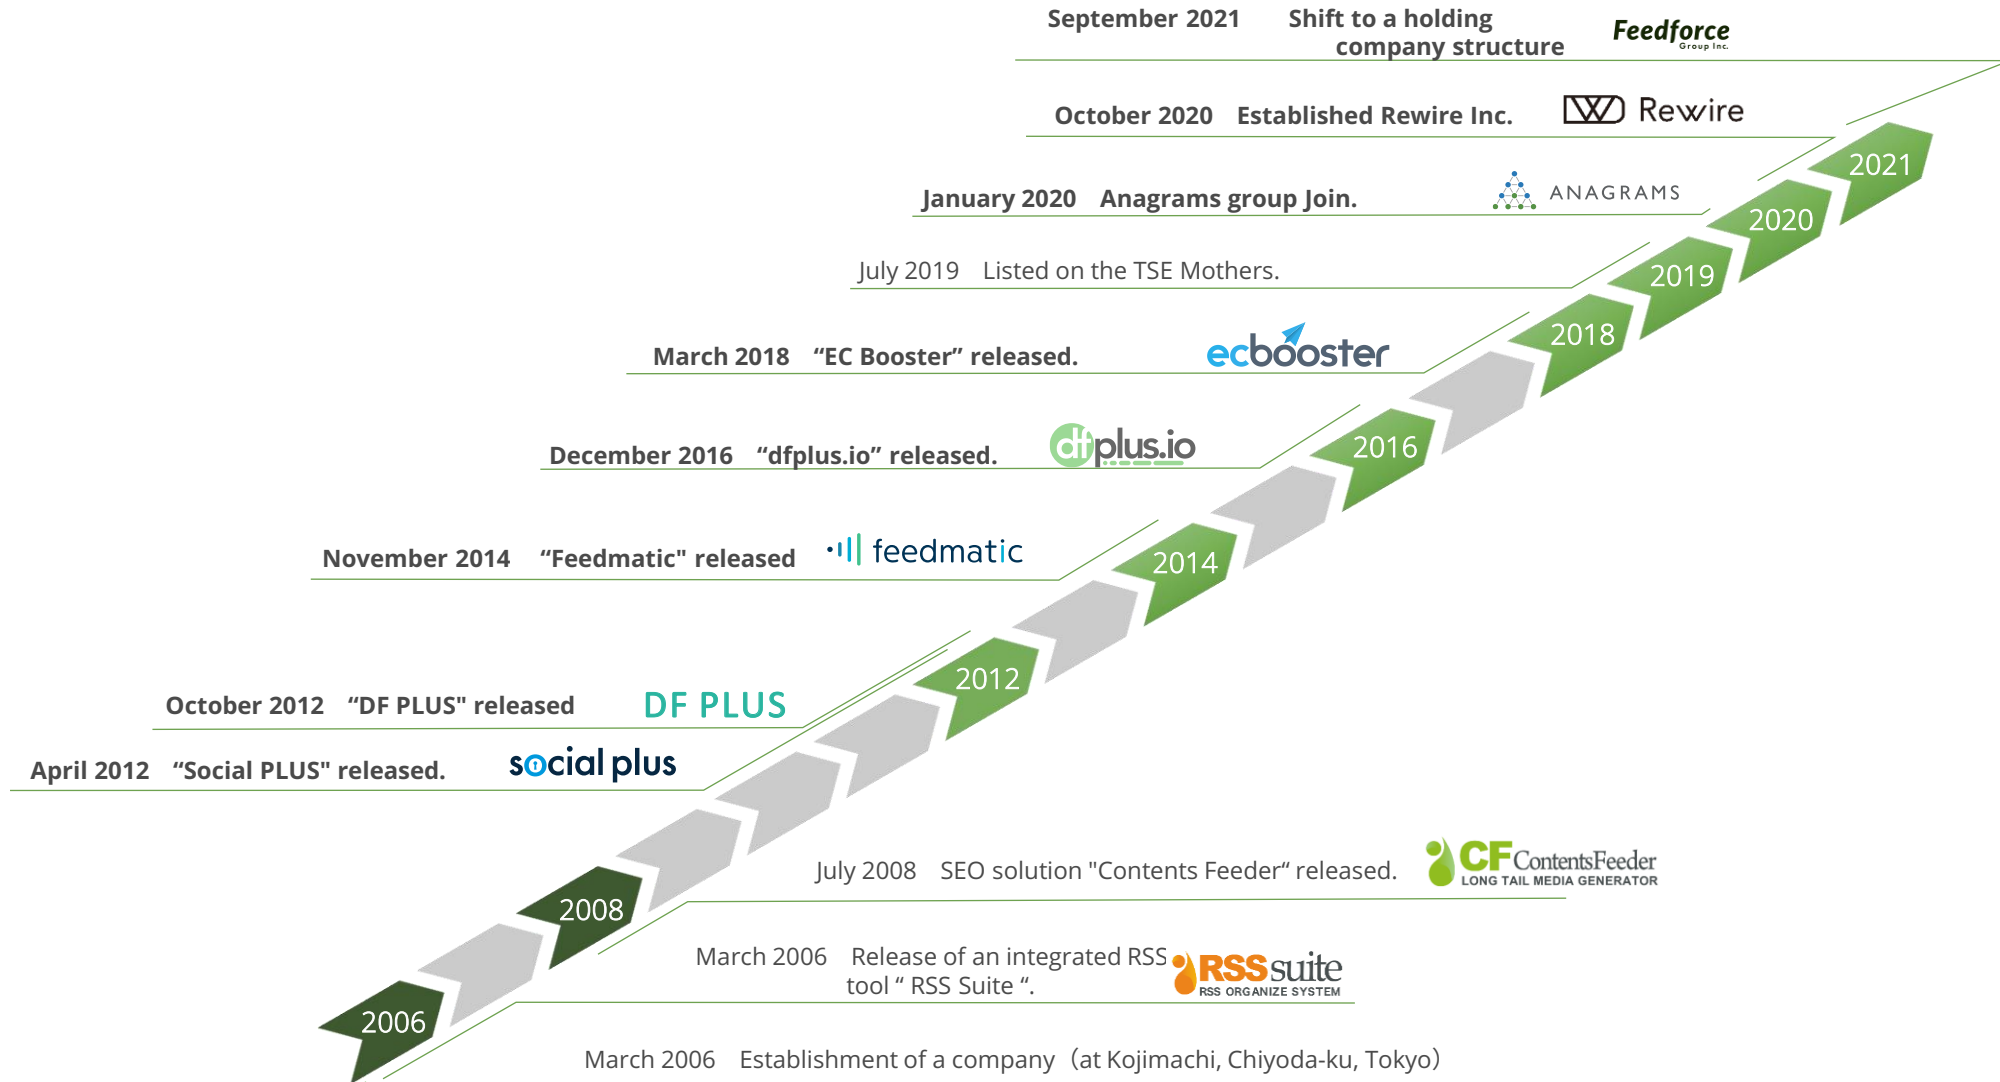 September 2021 Shift to a holding
company structure
Feedforce
Group Inc.
October 2020 Established Rewire Inc.
Rewire
2021
January 2020 Anagrams group Join.
ANAGRAMS
2020
July 2019 Listed on the TSE Mothers.
2019
March 2018 “EC Booster” released.
ecbooster
2018
December 2016 “dfplus.io” released.
dfplus.io
2016
November 2014 “Feedmatic" released
feedmatic
2014
October 2012 “DF PLUS" released
DF PLUS
2012
April 2012 “Social PLUS" released.
social plus
July 2008 SEO solution "Contents Feeder“ released.
CF ContentsFeeder
LONG TAIL MEDIA GENERATOR
2008
March 2006 Release of an integrated RSS
tool “ RSS Suite “.
RSS suite
RSS ORGANIZE SYSTEM
2006
March 2006 Establishment of a company（at Kojimachi, Chiyoda-ku, Tokyo）